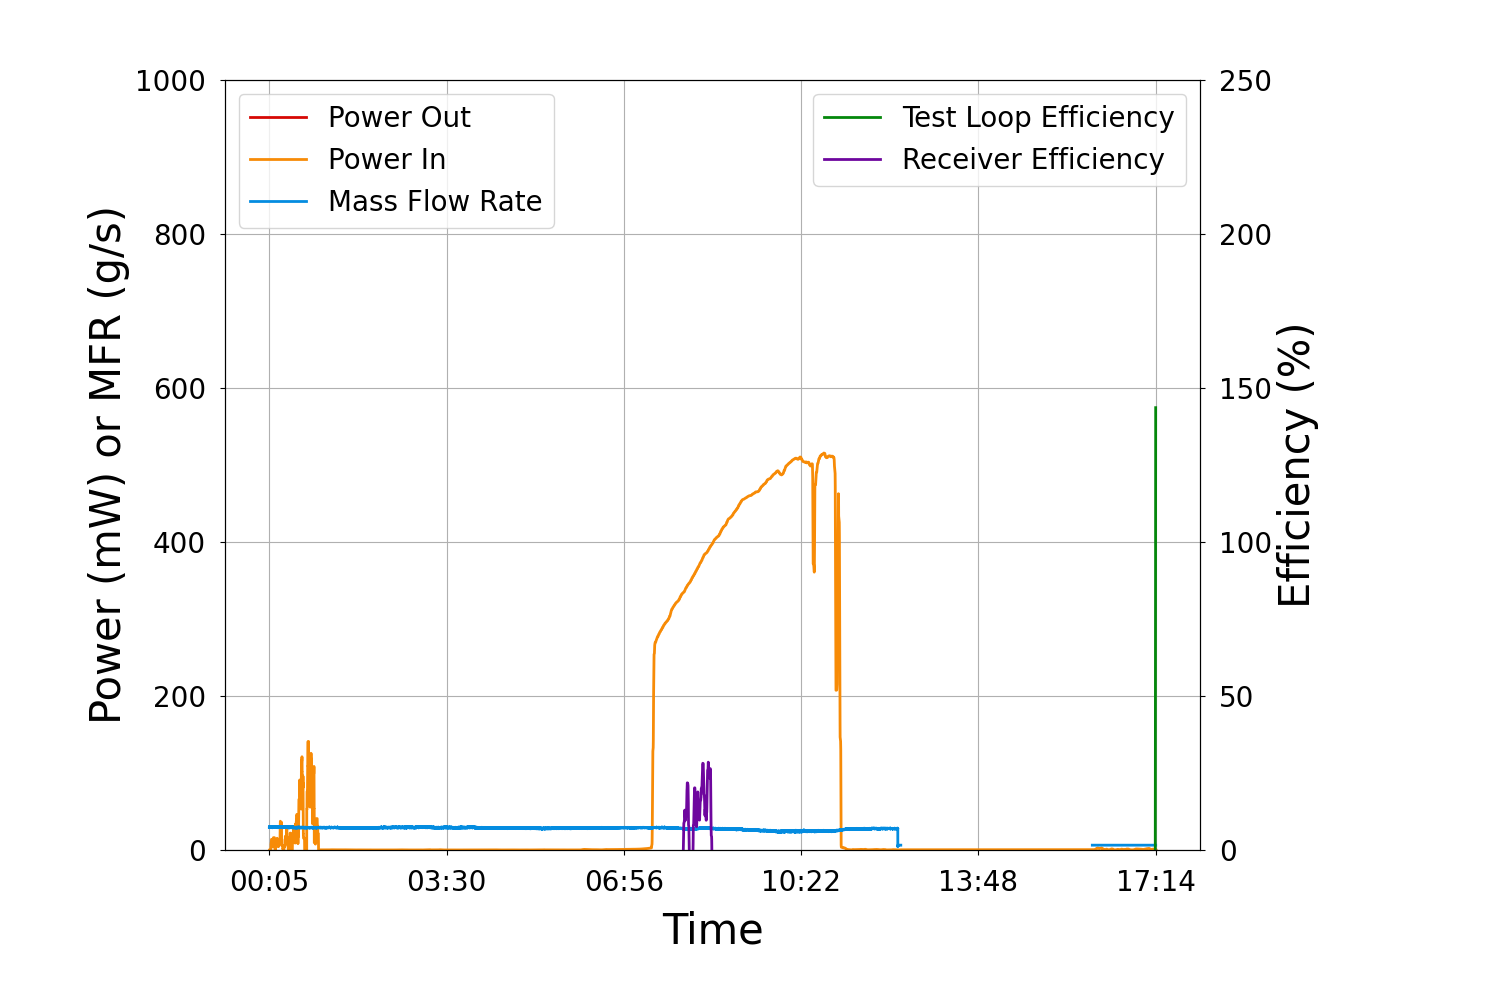 1000
800
600
400
200
0
Power (mW) or MFR (g/s)
Power Out
Power In
Mass Flow Rate
Test Loop Efficiency
Receiver Efficiency
250
200
150
100
50
0
Efficiency (%)
00:05 03:30 06:56 10:22 13:48 17:14
Time